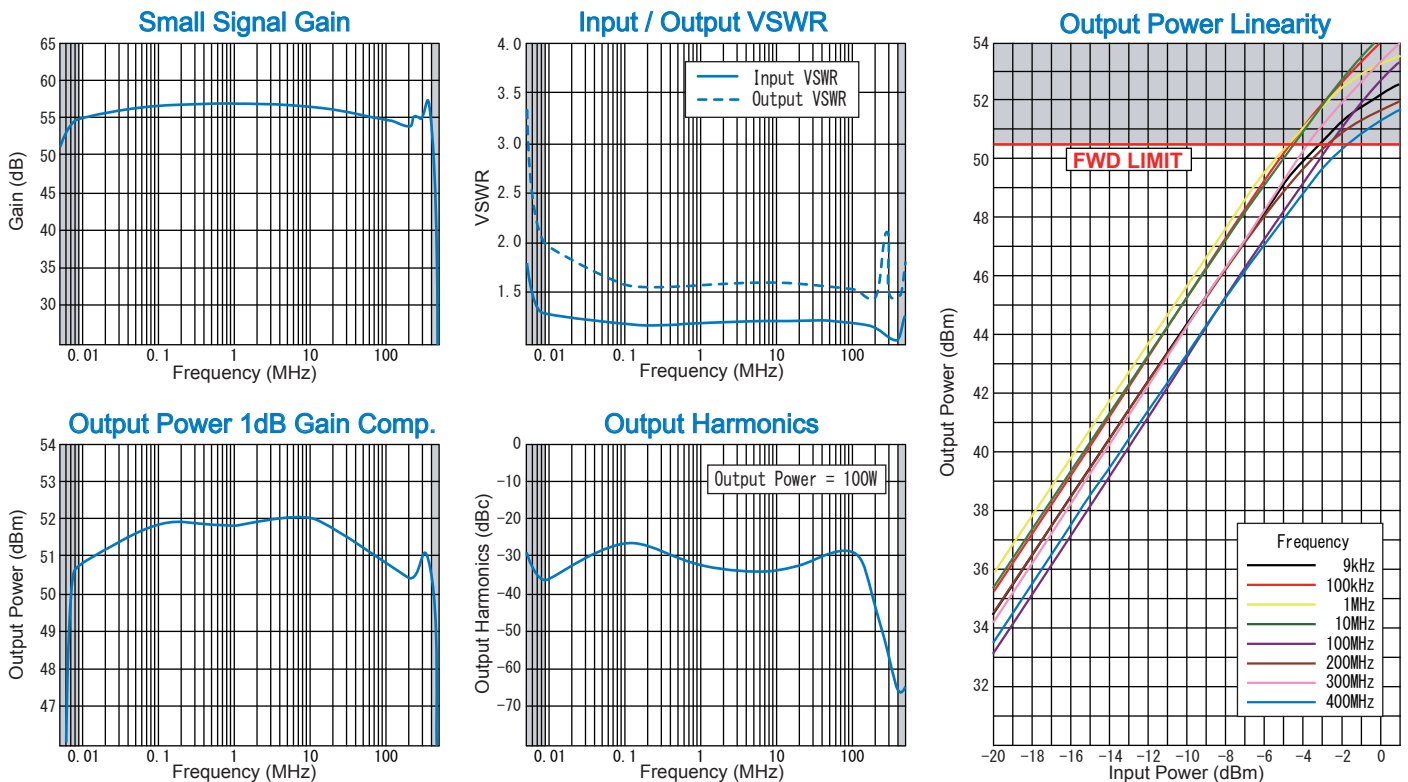 Small Signal Gain
65
60
55
50
45
40
35
30
Gain (dB)
0.01 0.1 1 10 100
Frequency (MHz)
Input / Output VSWR
4.0
3.5
3.0
2.5
2.0
1.5
VSWR
Input VSWR
Output VSWR
0.01 0.1 1 10 100
Frequency (MHz)
Output Power 1dB Gain Comp.
54
53
52
51
50
49
48
47
Output Power (dBm)
0.01 0.1 1 10 100
Frequency (MHz)
Output Harmonics
0
-10
-20
-30
-40
-50
-60
-70
Output Harmonics (dBc)
Output Power = 100W
0.01 0.1 1 10 100
Frequency (MHz)
Output Power Linearity
54
52
50
48
46
44
42
40
38
36
34
32
Output Power (dBm)
FWD LIMIT
Frequency
9kHz
100kHz
1MHz
10MHz
100MHz
200MHz
300MHz
400MHz
-20 -18 -16 -14 -12 -10 -8 -6 -4 -2 0
Input Power (dBm)